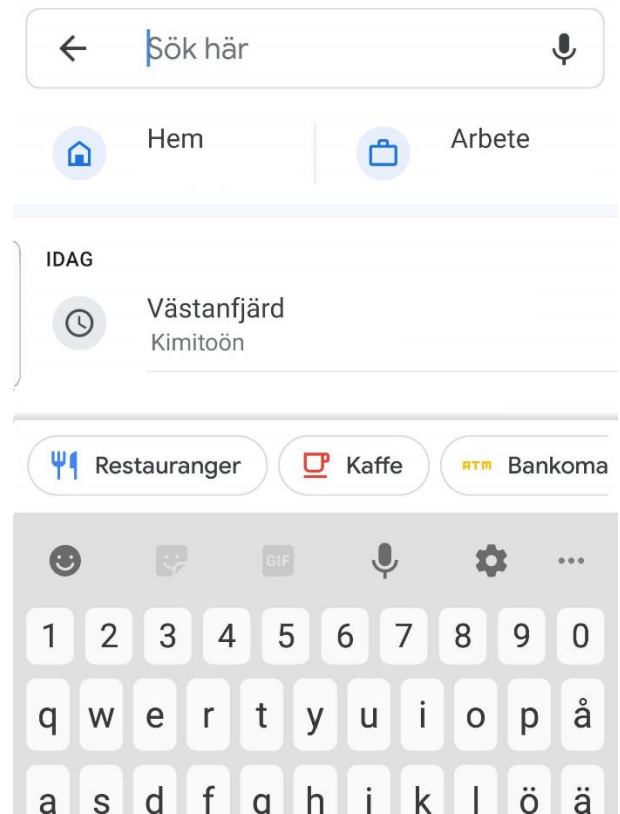 Sök här
Hem Arbete
IDAG
Västanfjärd
Kimitoön
Restauranger Kaffe ATM Bankoma
GIF
1 2 3 4 5 6 7 8 9 0
q w e r t y u i o p å
a s d f g h j k l ö ä